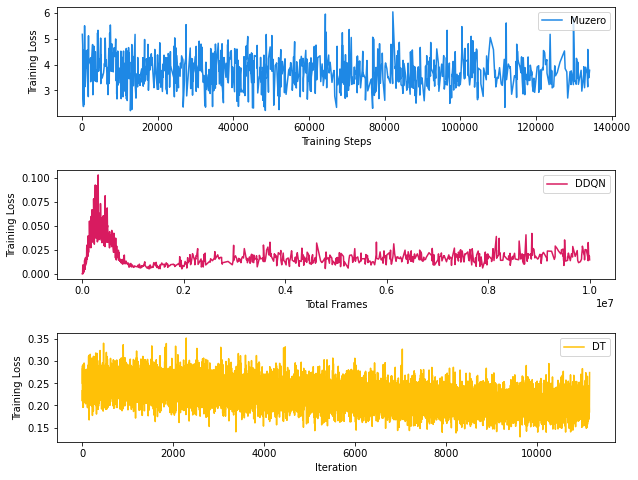 6
5
4
3
Training Loss
Muzero
0 20000 40000 60000 80000 100000 120000 140000
Training Steps
0.100
0.075
0.050
0.025
0.000
Training Loss
DDQN
0.0 0.2 0.4 0.6 0.8 1.0
1e7
Total Frames
0.35
0.30
0.25
0.20
0.15
Training Loss
DT
0 2000 4000 6000 8000 10000
Iteration